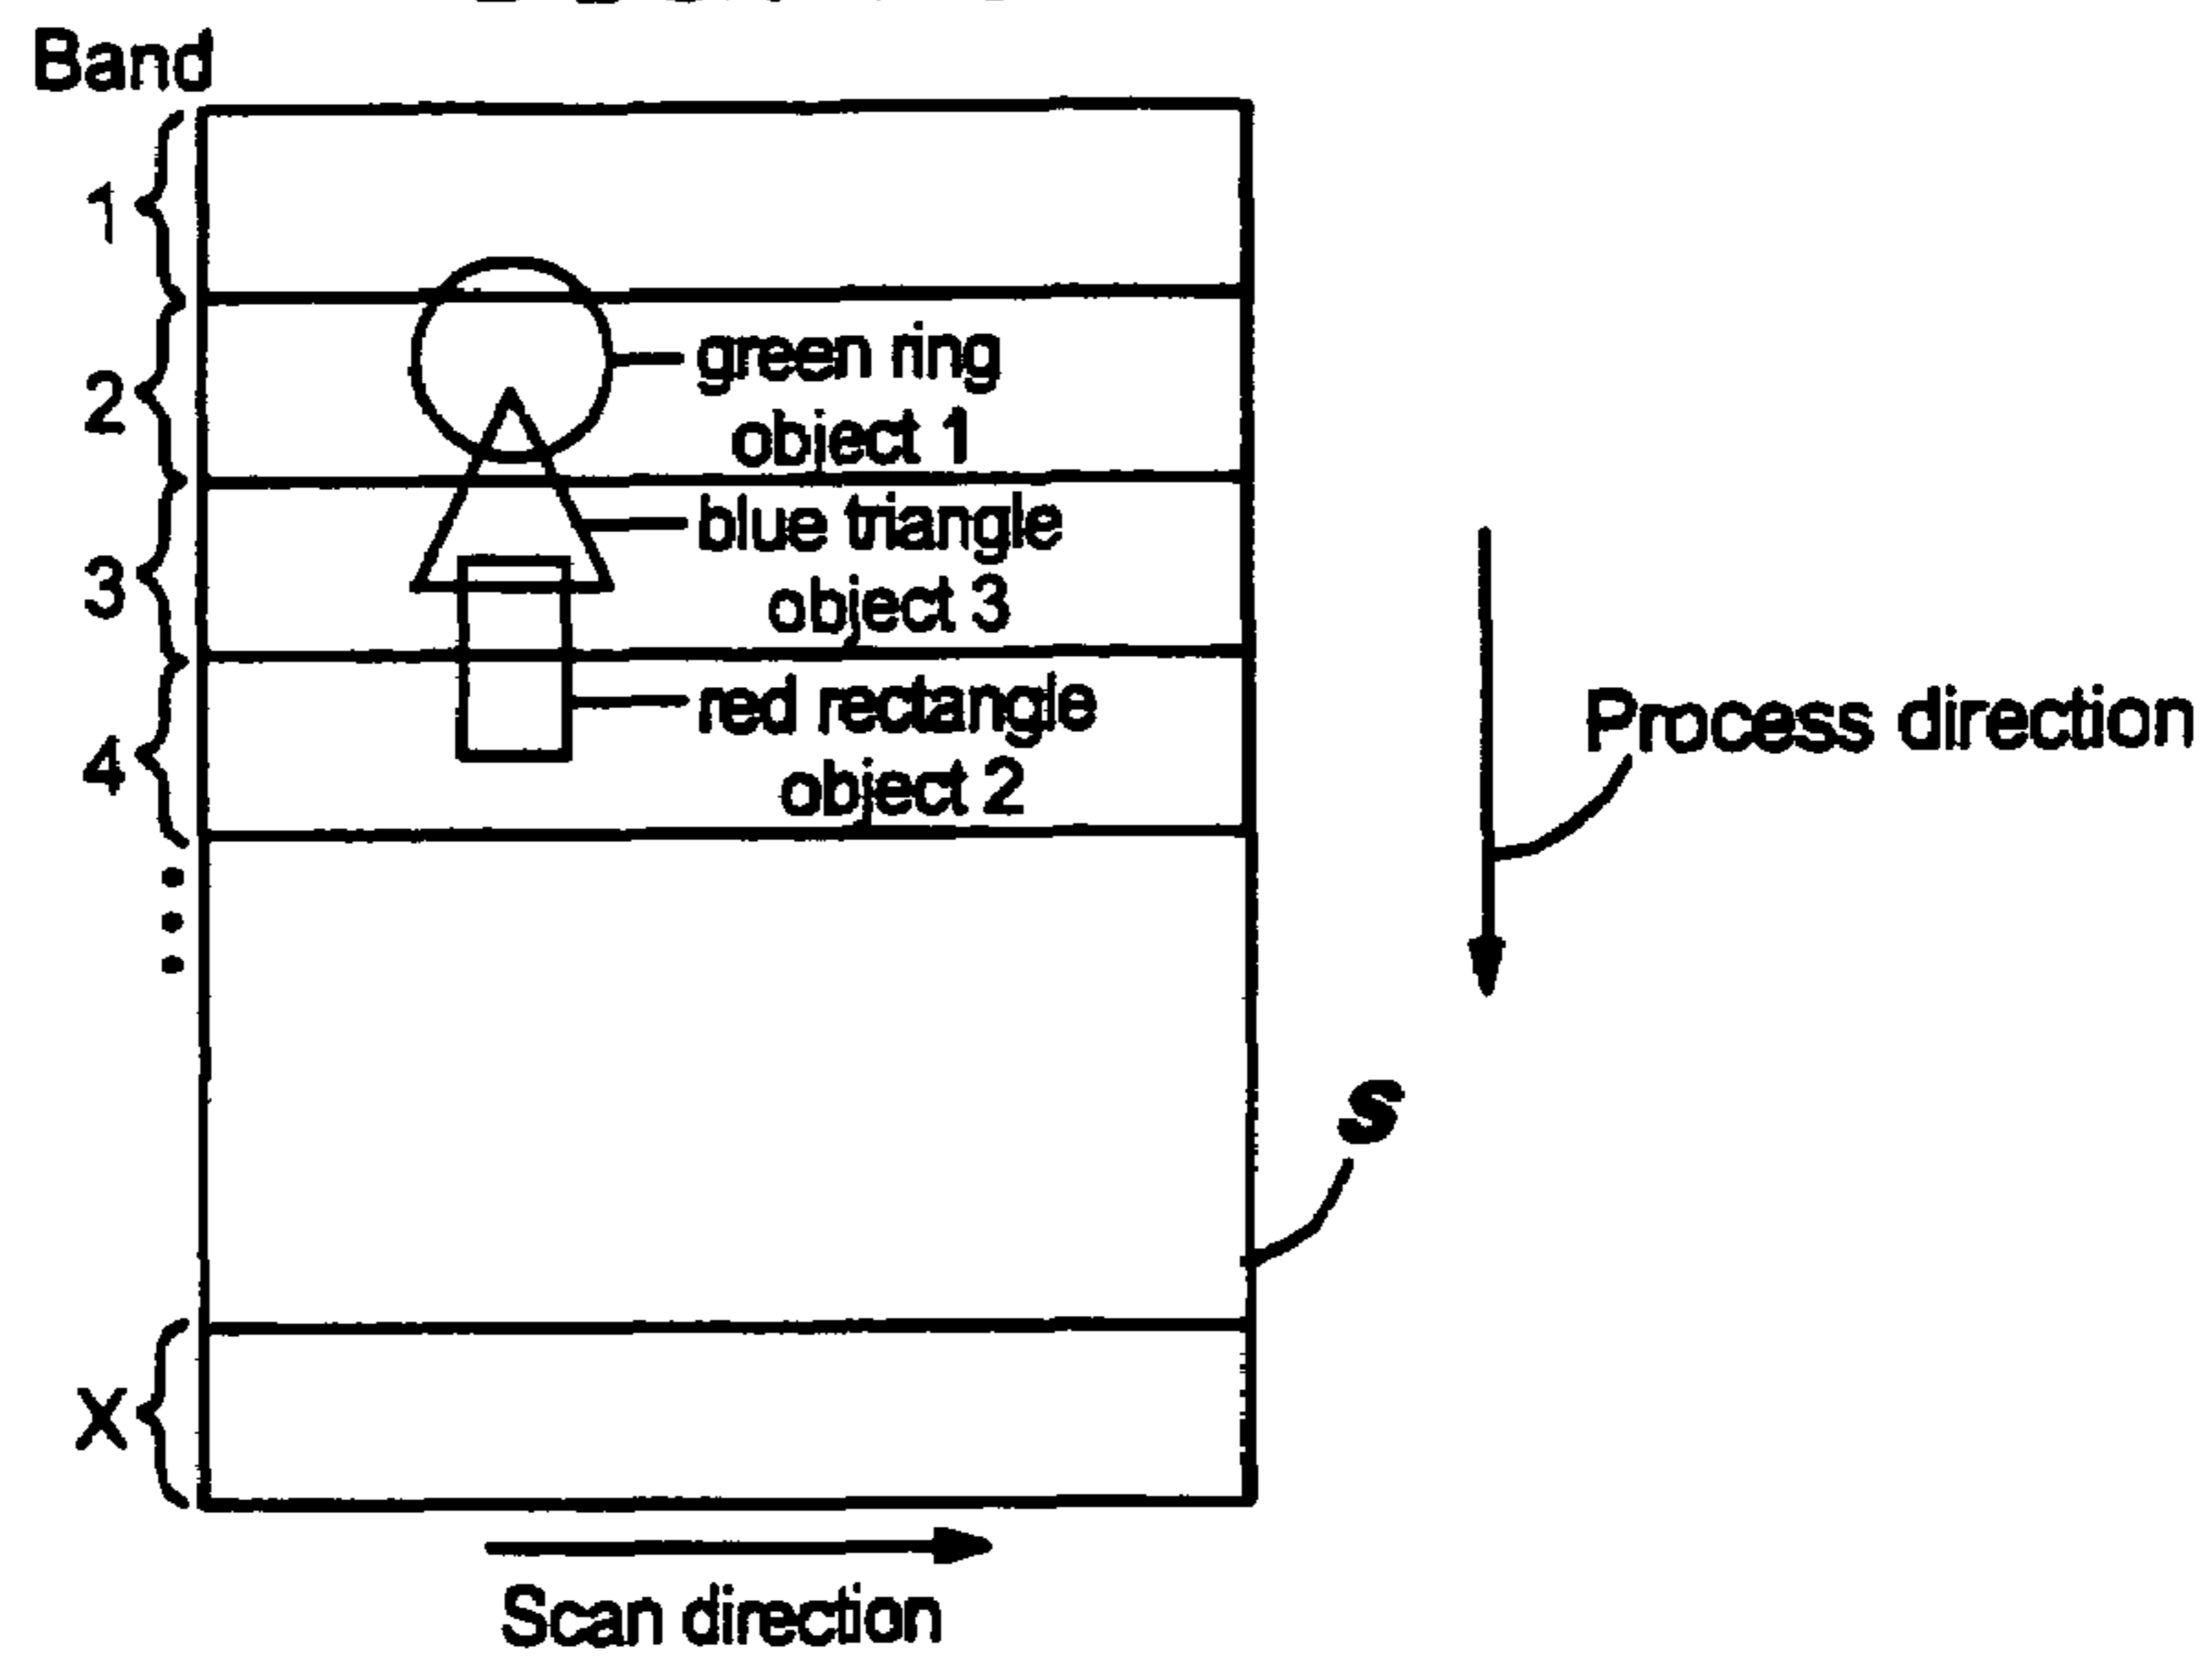 Band
1
2
green ring
object 1
3
blue triangle
object 3
4
red rectangle
object 2
Process direction
S
X
Scan direction